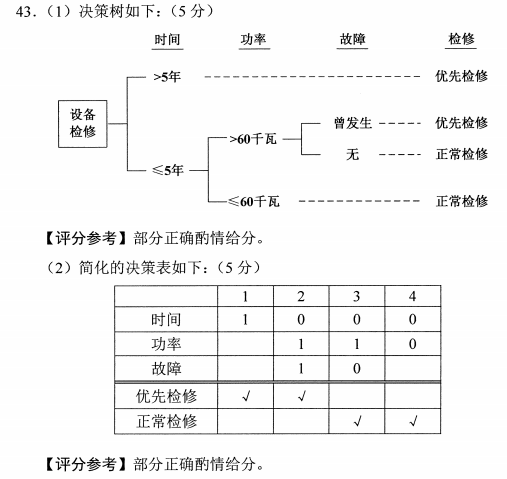 43.（1）决策树如下：（5 分）
时间 功率 故障 检修
>5年 优先检修
设备检修
>60千瓦 曾发生 优先检修
无 正常检修
≤5年
≤60千瓦 正常检修
【评分参考】部分正确酌情给分。
（2）简化的决策表如下：（5 分）
1 2 3 4
时间 1 0 0 0
功率 1 1 0
故障 1 0
优先检修 √ √
正常检修 √ √
【评分参考】部分正确酌情给分。